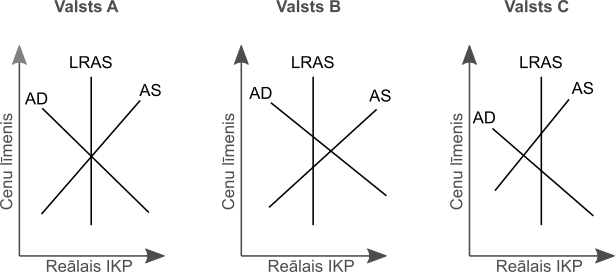 Valsts A
Valsts B
Valsts C
LRAS
AS
AD
Cenu līmenis
Reālais IKP
LRAS
AD
AS
Cenu līmenis
Reālais IKP
LRAS
AS
AD
Cenu līmenis
Reālais IKP